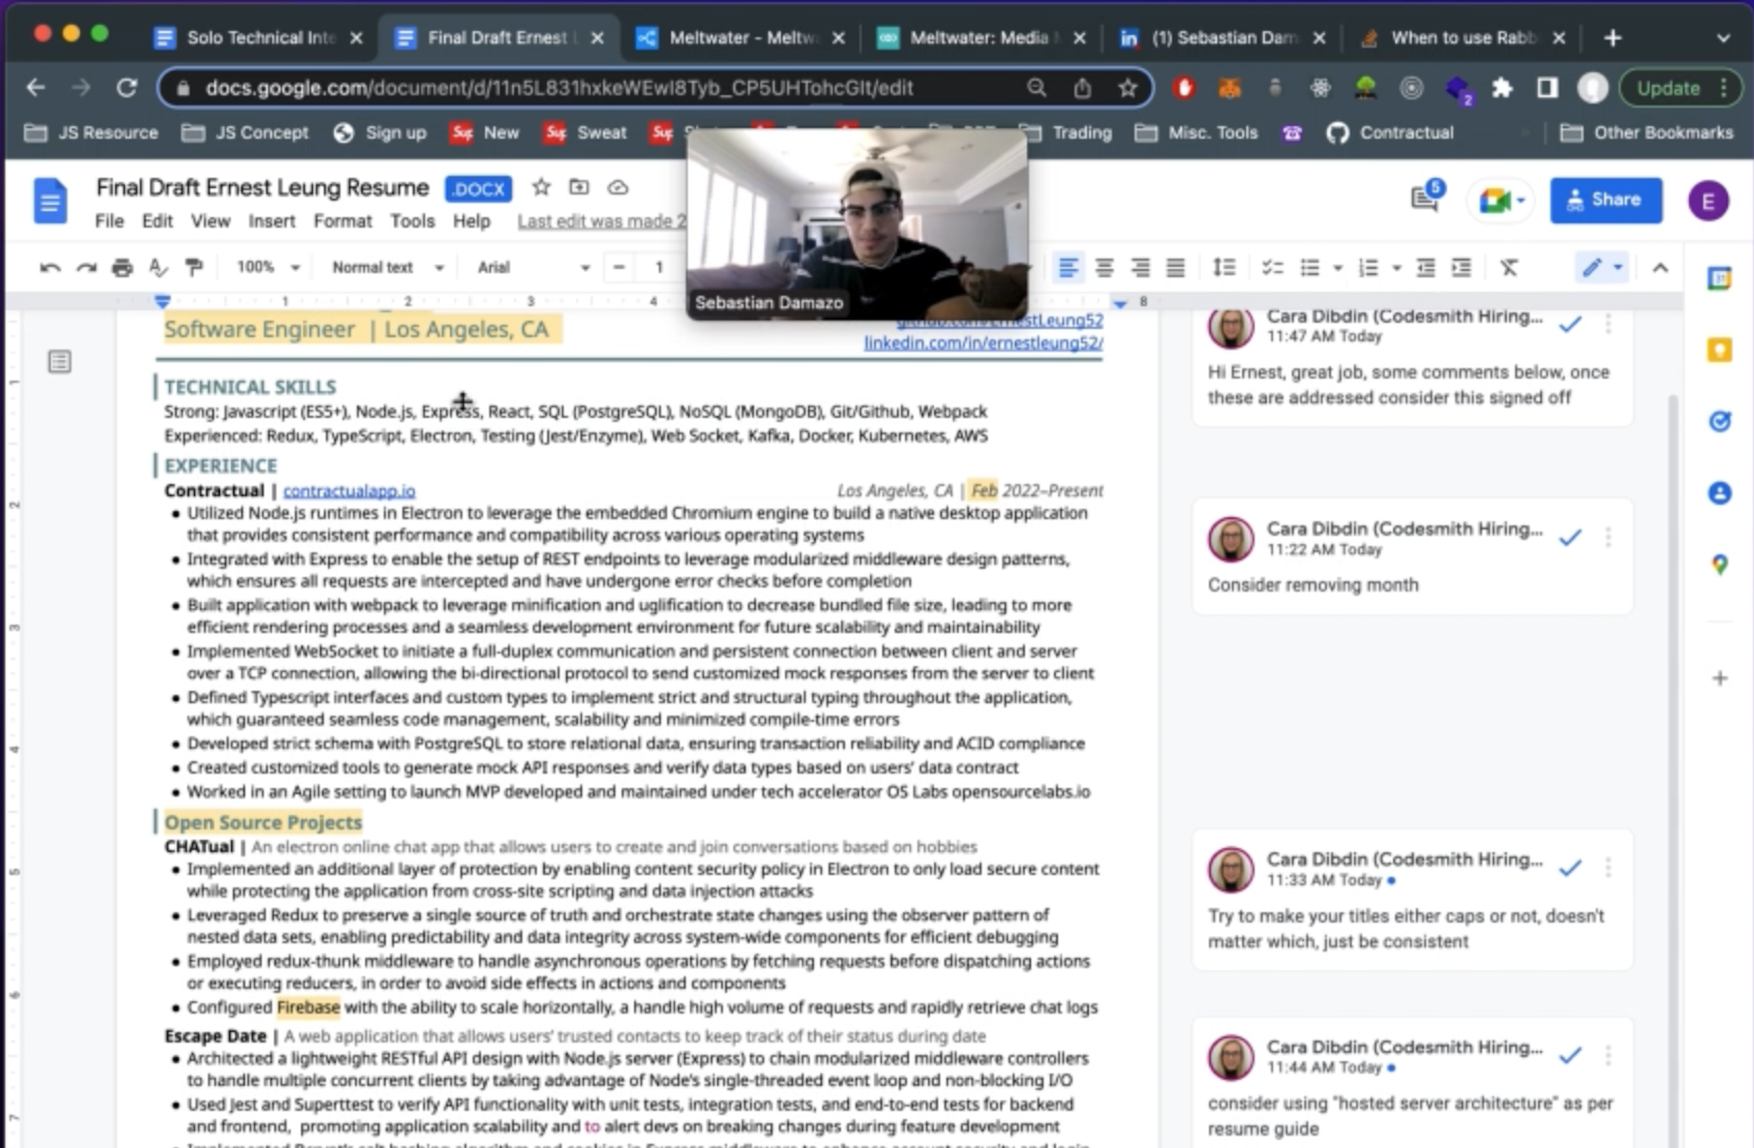 Solo Technical Inte
Final Draft Ernest L
Meltwater - Meltw
Meltwater: Media
(1) Sebastian Dam
When to use Rabb
docs.google.com/document/d/11n5L831hxkeWEwI8Tyb_CP5UHTohcGIt/edit
2
Update
JS Resource
JS Concept
Sign up
New
Sweat
Trading
Misc. Tools
Contractual
Other Bookmarks
Final Draft Ernest Leung Resume .DOCX
5
Share
E
File Edit View Insert Format Tools Help Last edit was made 2
100% Normal text Arial 1
Sebastian Damazo
1 2 3 4 8
Software Engineer | Los Angeles, CA
github.com/ernestLeung52
linkedin.com/in/ernestleung52/
TECHNICAL SKILLS
Strong: Javascript (ES5+), Node.js, Express, React, SQL (PostgreSQL), NoSQL (MongoDB), Git/Github, Webpack
Experienced: Redux, TypeScript, Electron, Testing (Jest/Enzyme), Web Socket, Kafka, Docker, Kubernetes, AWS
EXPERIENCE
Contractual | contractualapp.io Los Angeles, CA | Feb 2022–Present
● Utilized Node.js runtimes in Electron to leverage the embedded Chromium engine to build a native desktop application
that provides consistent performance and compatibility across various operating systems
● Integrated with Express to enable the setup of REST endpoints to leverage modularized middleware design patterns,
which ensures all requests are intercepted and have undergone error checks before completion
● Built application with webpack to leverage minification and uglification to decrease bundled file size, leading to more
efficient rendering processes and a seamless development environment for future scalability and maintainability
● Implemented WebSocket to initiate a full-duplex communication and persistent connection between client and server
over a TCP connection, allowing the bi-directional protocol to send customized mock responses from the server to client
● Defined Typescript interfaces and custom types to implement strict and structural typing throughout the application,
which guaranteed seamless code management, scalability and minimized compile-time errors
● Developed strict schema with PostgreSQL to store relational data, ensuring transaction reliability and ACID compliance
● Created customized tools to generate mock API responses and verify data types based on users' data contract
● Worked in an Agile setting to launch MVP developed and maintained under tech accelerator OS Labs opensourcelabs.io
Open Source Projects
CHATual | An electron online chat app that allows users to create and join conversations based on hobbies
● Implemented an additional layer of protection by enabling content security policy in Electron to only load secure content
while protecting the application from cross-site scripting and data injection attacks
● Leveraged Redux to preserve a single source of truth and orchestrate state changes using the observer pattern of
nested data sets, enabling predictability and data integrity across system-wide components for efficient debugging
● Employed redux-thunk middleware to handle asynchronous operations by fetching requests before dispatching actions
or executing reducers, in order to avoid side effects in actions and components
● Configured Firebase with the ability to scale horizontally, a handle high volume of requests and rapidly retrieve chat logs
Escape Date | A web application that allows users' trusted contacts to keep track of their status during date
● Architected a lightweight RESTful API design with Node.js server (Express) to chain modularized middleware controllers
to handle multiple concurrent clients by taking advantage of Node's single-threaded event loop and non-blocking I/O
● Used Jest and Superttest to verify API functionality with unit tests, integration tests, and end-to-end tests for backend
and frontend, promoting application scalability and to alert devs on breaking changes during feature development
1
2
3
4
5
6
7
Cara Dibdin (Codesmith Hiring...
11:47 AM Today
Hi Ernest, great job, some comments below, once
these are addressed consider this signed off
Cara Dibdin (Codesmith Hiring...
11:22 AM Today
Consider removing month
Cara Dibdin (Codesmith Hiring...
11:33 AM Today
Try to make your titles either caps or not, doesn't
matter which, just be consistent
Cara Dibdin (Codesmith Hiring...
11:44 AM Today
consider using "hosted server architecture" as per
resume guide